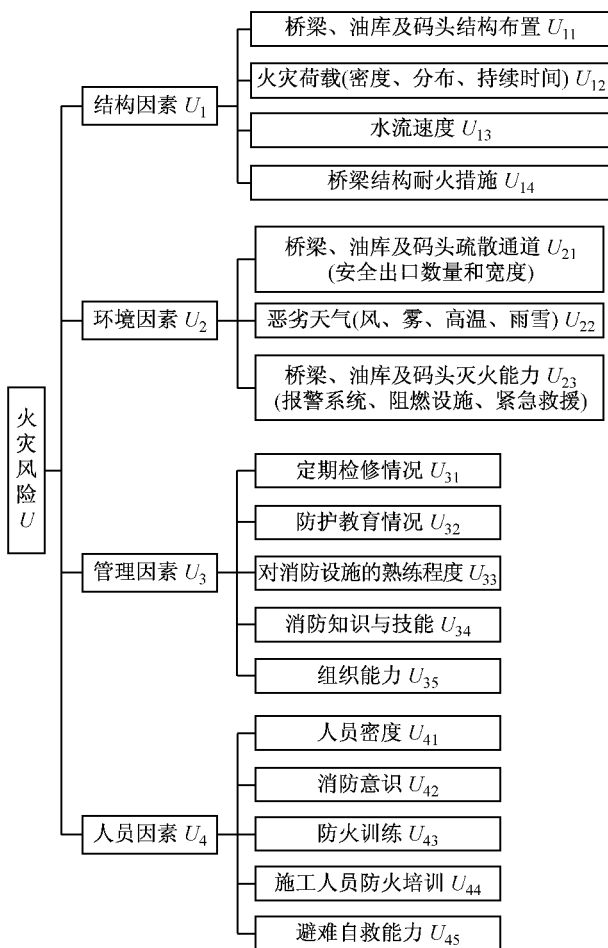 火灾风险 U
结构因素 U₁
桥梁、油库及码头结构布置 U₁₁
火灾荷载(密度、分布、持续时间) U₁₂
水流速度 U₁₃
桥梁结构耐火措施 U₁₄
环境因素 U₂
桥梁、油库及码头疏散通道 U₂₁
(安全出口数量和宽度)
恶劣天气(风、雾、高温、雨雪) U₂₂
桥梁、油库及码头灭火能力 U₂₃
(报警系统、阻燃设施、紧急救援)
管理因素 U₃
定期检修情况 U₃₁
防护教育情况 U₃₂
对消防设施的熟练程度 U₃₃
消防知识与技能 U₃₄
组织能力 U₃₅
人员因素 U₄
人员密度 U₄₁
消防意识 U₄₂
防火训练 U₄₃
施工人员防火培训 U₄₄
避难自救能力 U₄₅